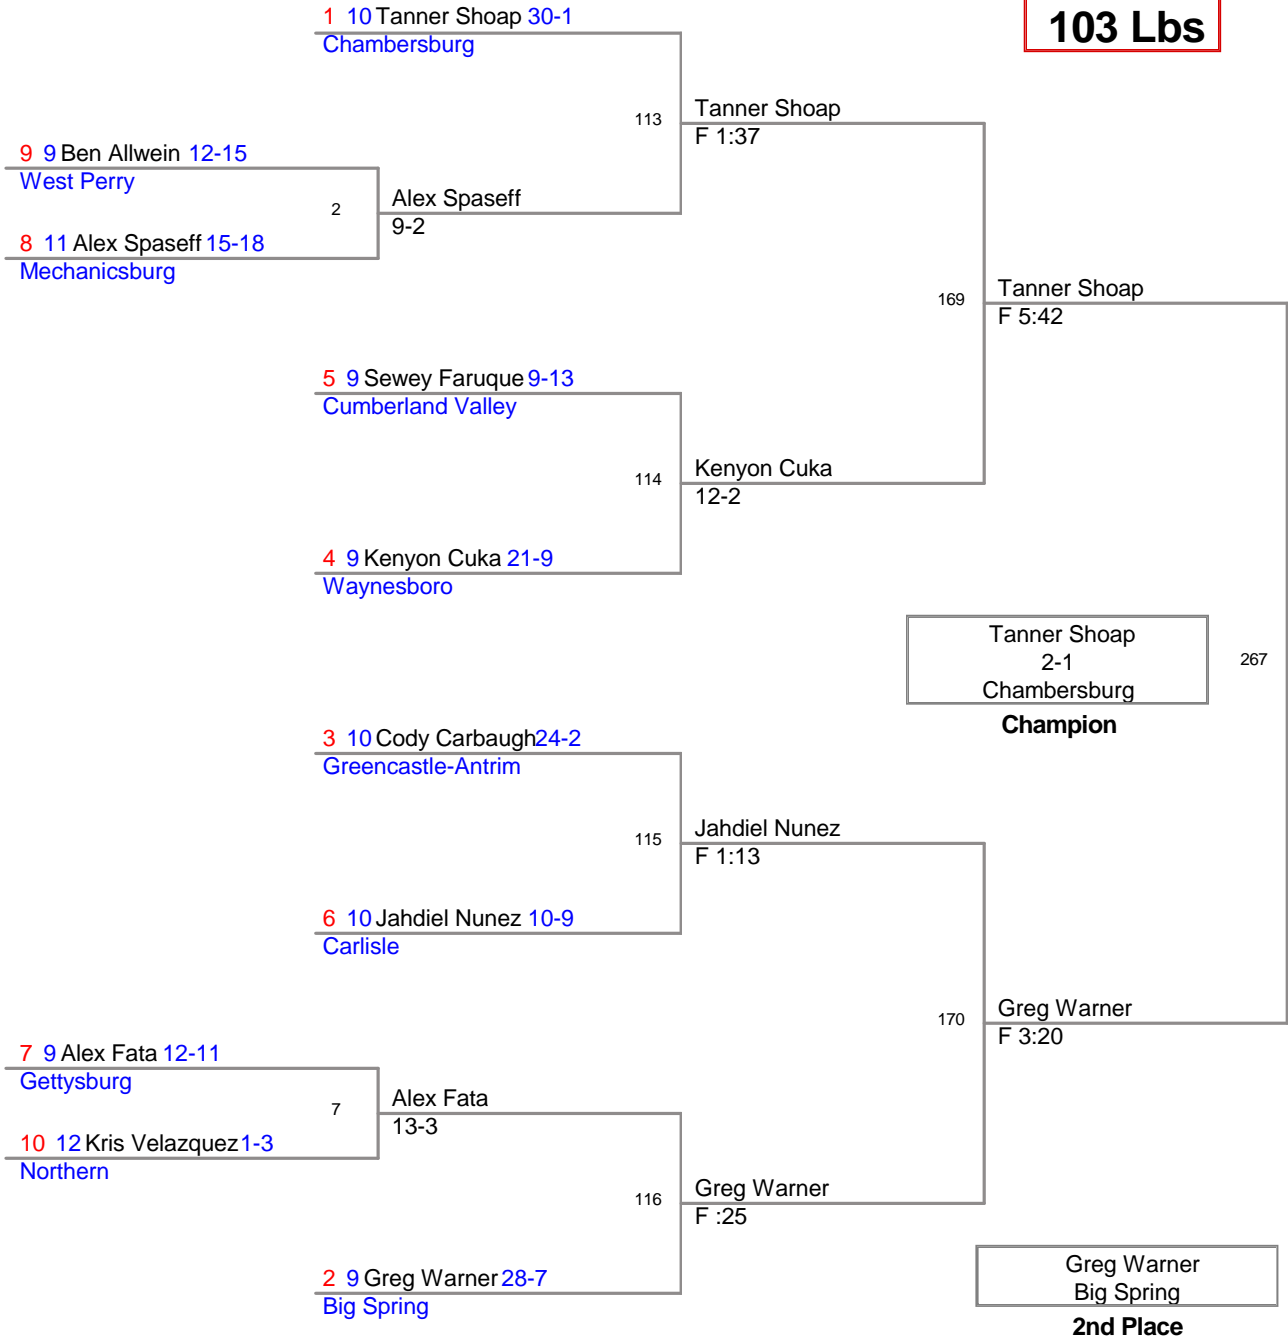 1 10 Tanner Shoap 30-1
Chambersburg
103 Lbs
113
Tanner Shoap
F 1:37
9 9 Ben Allwein 12-15
West Perry
2
Alex Spaseff
9-2
8 11 Alex Spaseff 15-18
Mechanicsburg
169
Tanner Shoap
F 5:42
5 9 Sewey Faruque 9-13
Cumberland Valley
114
Kenyon Cuka
12-2
4 9 Kenyon Cuka 21-9
Waynesboro
Tanner Shoap
2-1
Chambersburg
267
Champion
3 10 Cody Carbaugh 24-2
Greencastle-Antrim
115
Jahdiel Nunez
F 1:13
6 10 Jahdiel Nunez 10-9
Carlisle
170
Greg Warner
F 3:20
7 9 Alex Fata 12-11
Gettysburg
7
Alex Fata
13-3
10 12 Kris Velazquez 1-3
Northern
116
Greg Warner
F :25
2 9 Greg Warner 28-7
Big Spring
Greg Warner
Big Spring
2nd Place